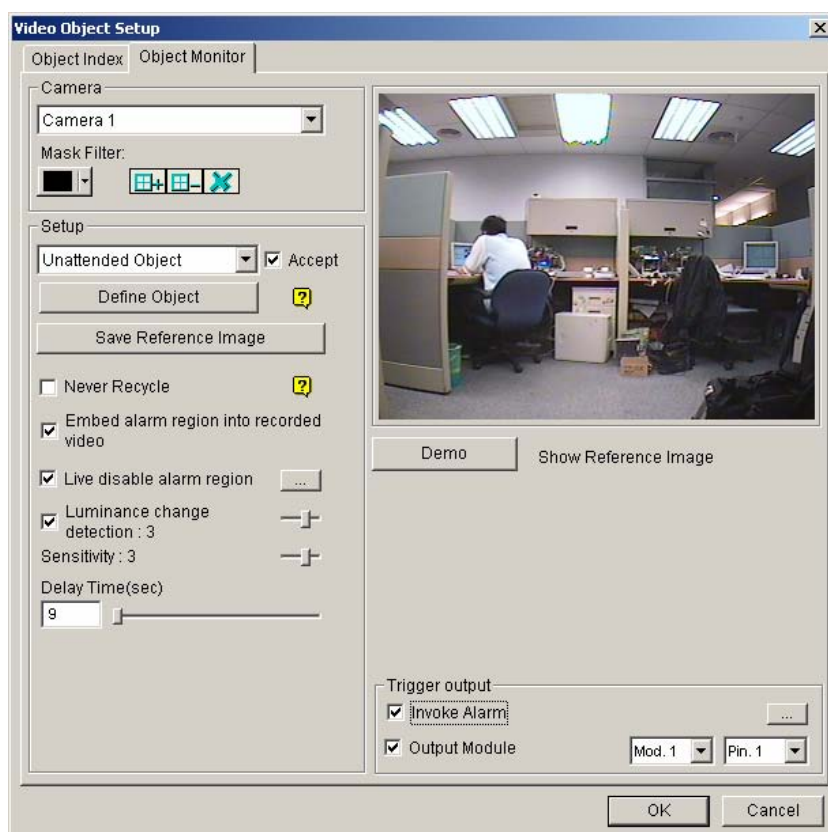 Video Object Setup
Object Index Object Monitor
Camera
Camera 1
Mask Filter:
Setup
Unattended Object Accept
Define Object
Save Reference Image
Never Recycle
Embed alarm region into recorded
video
Live disable alarm region ...
Luminance change
detection : 3
Sensitivity : 3
Delay Time(sec)
9
Demo Show Reference Image
Trigger output
Invoke Alarm ...
Output Module Mod. 1 Pin. 1
OK Cancel